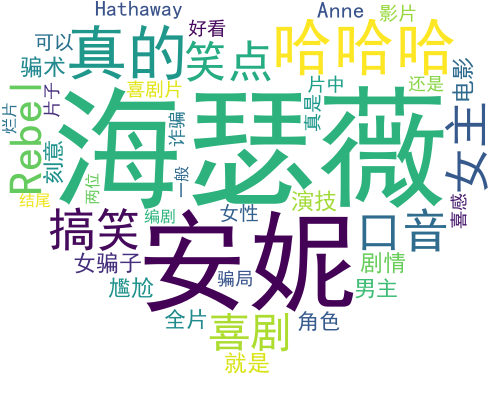 Hathaway
Anne
影片
好看
可以
真的
哈哈哈
笑点
骗术
喜剧片
片中
还是
电影
Rebel
片子
烂片
刻意
诈骗
真是
海瑟薇
女主
两位
一般
结尾
编剧
女性
演技
喜感
搞笑
安妮
口音
女骗子
骗局
剧情
尴尬
男主
全片
喜剧
角色
就是